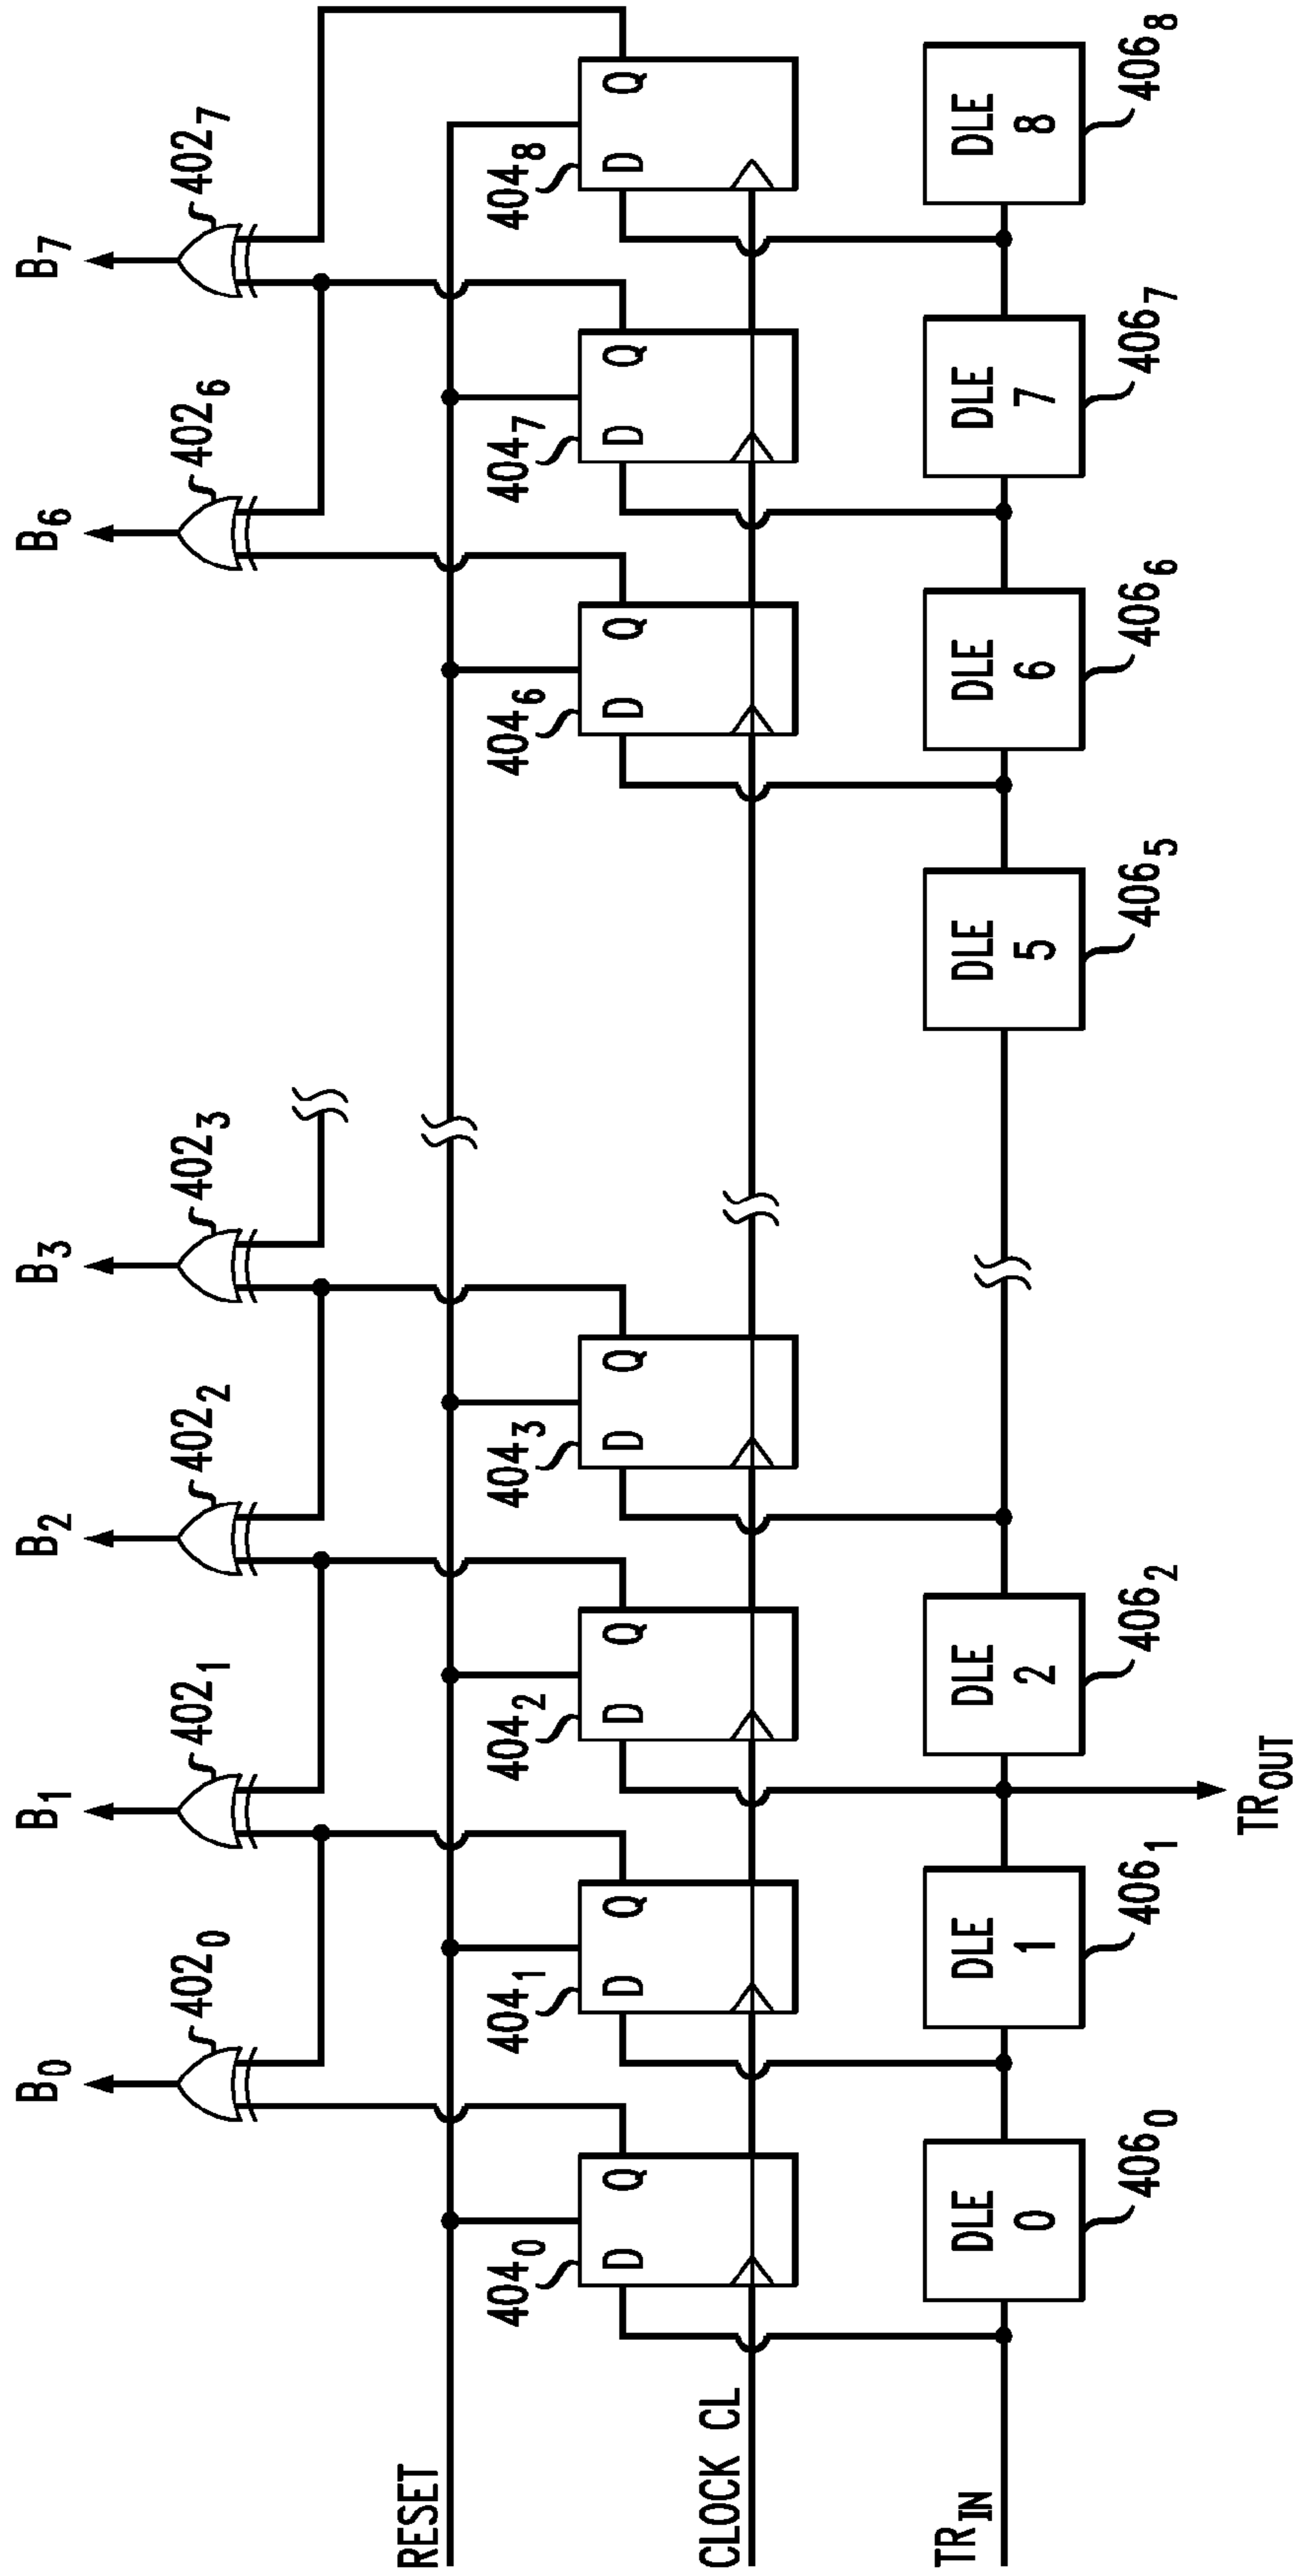 B₀ B₁ B₂ B₃ B₆ B₇
402₀ 402₁ 402₂ 402₃ 402₆ 402₇
RESET
404₀ 404₁ 404₂ 404₃ 404₆ 404₇ 404₈
D Q D Q D Q D Q D Q D Q D Q
CLOCK CL
TR_IN
DLE 0
DLE 1
DLE 2
DLE 5
DLE 6
DLE 7
DLE 8
406₀ 406₁ 406₂ 406₅ 406₆ 406₇ 406₈
TR_OUT